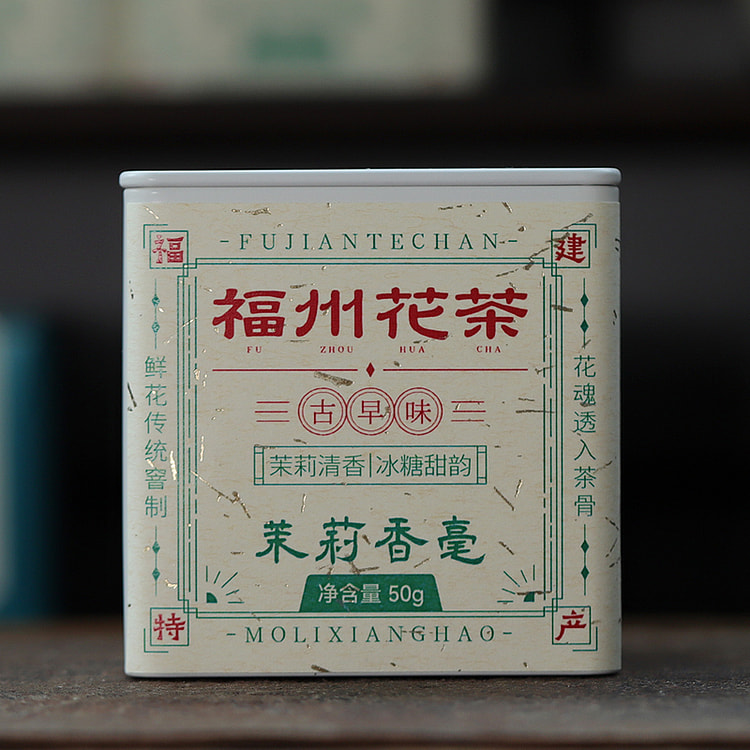 -FUJIANTECHAN-
福 建
福州花茶
FU ZHOU HUA CHA
古早味
茉莉清香|冰糖甜韵
鲜花传统窨制
花魂透入茶骨
茉莉香毫
净含量 50g
特 产
-MOLIXIANGHAO-